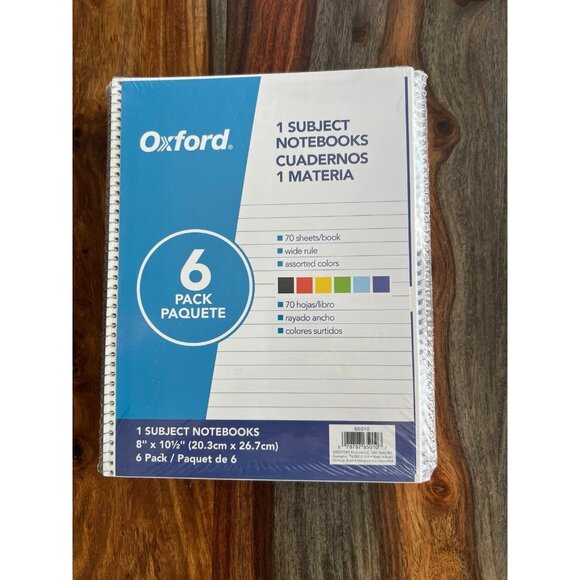 Oxford®
1 SUBJECT
NOTEBOOKS
CUADERNOS
1 MATERIA
70 sheets/book
wide rule
assorted colors
6
PACK
PAQUETE
70 hojas/libro
rayado ancho
colores surtidos
1 SUBJECT NOTEBOOKS
8" x 10½" (20.3cm x 26.7cm)
6 Pack / Paquet de 6
65010